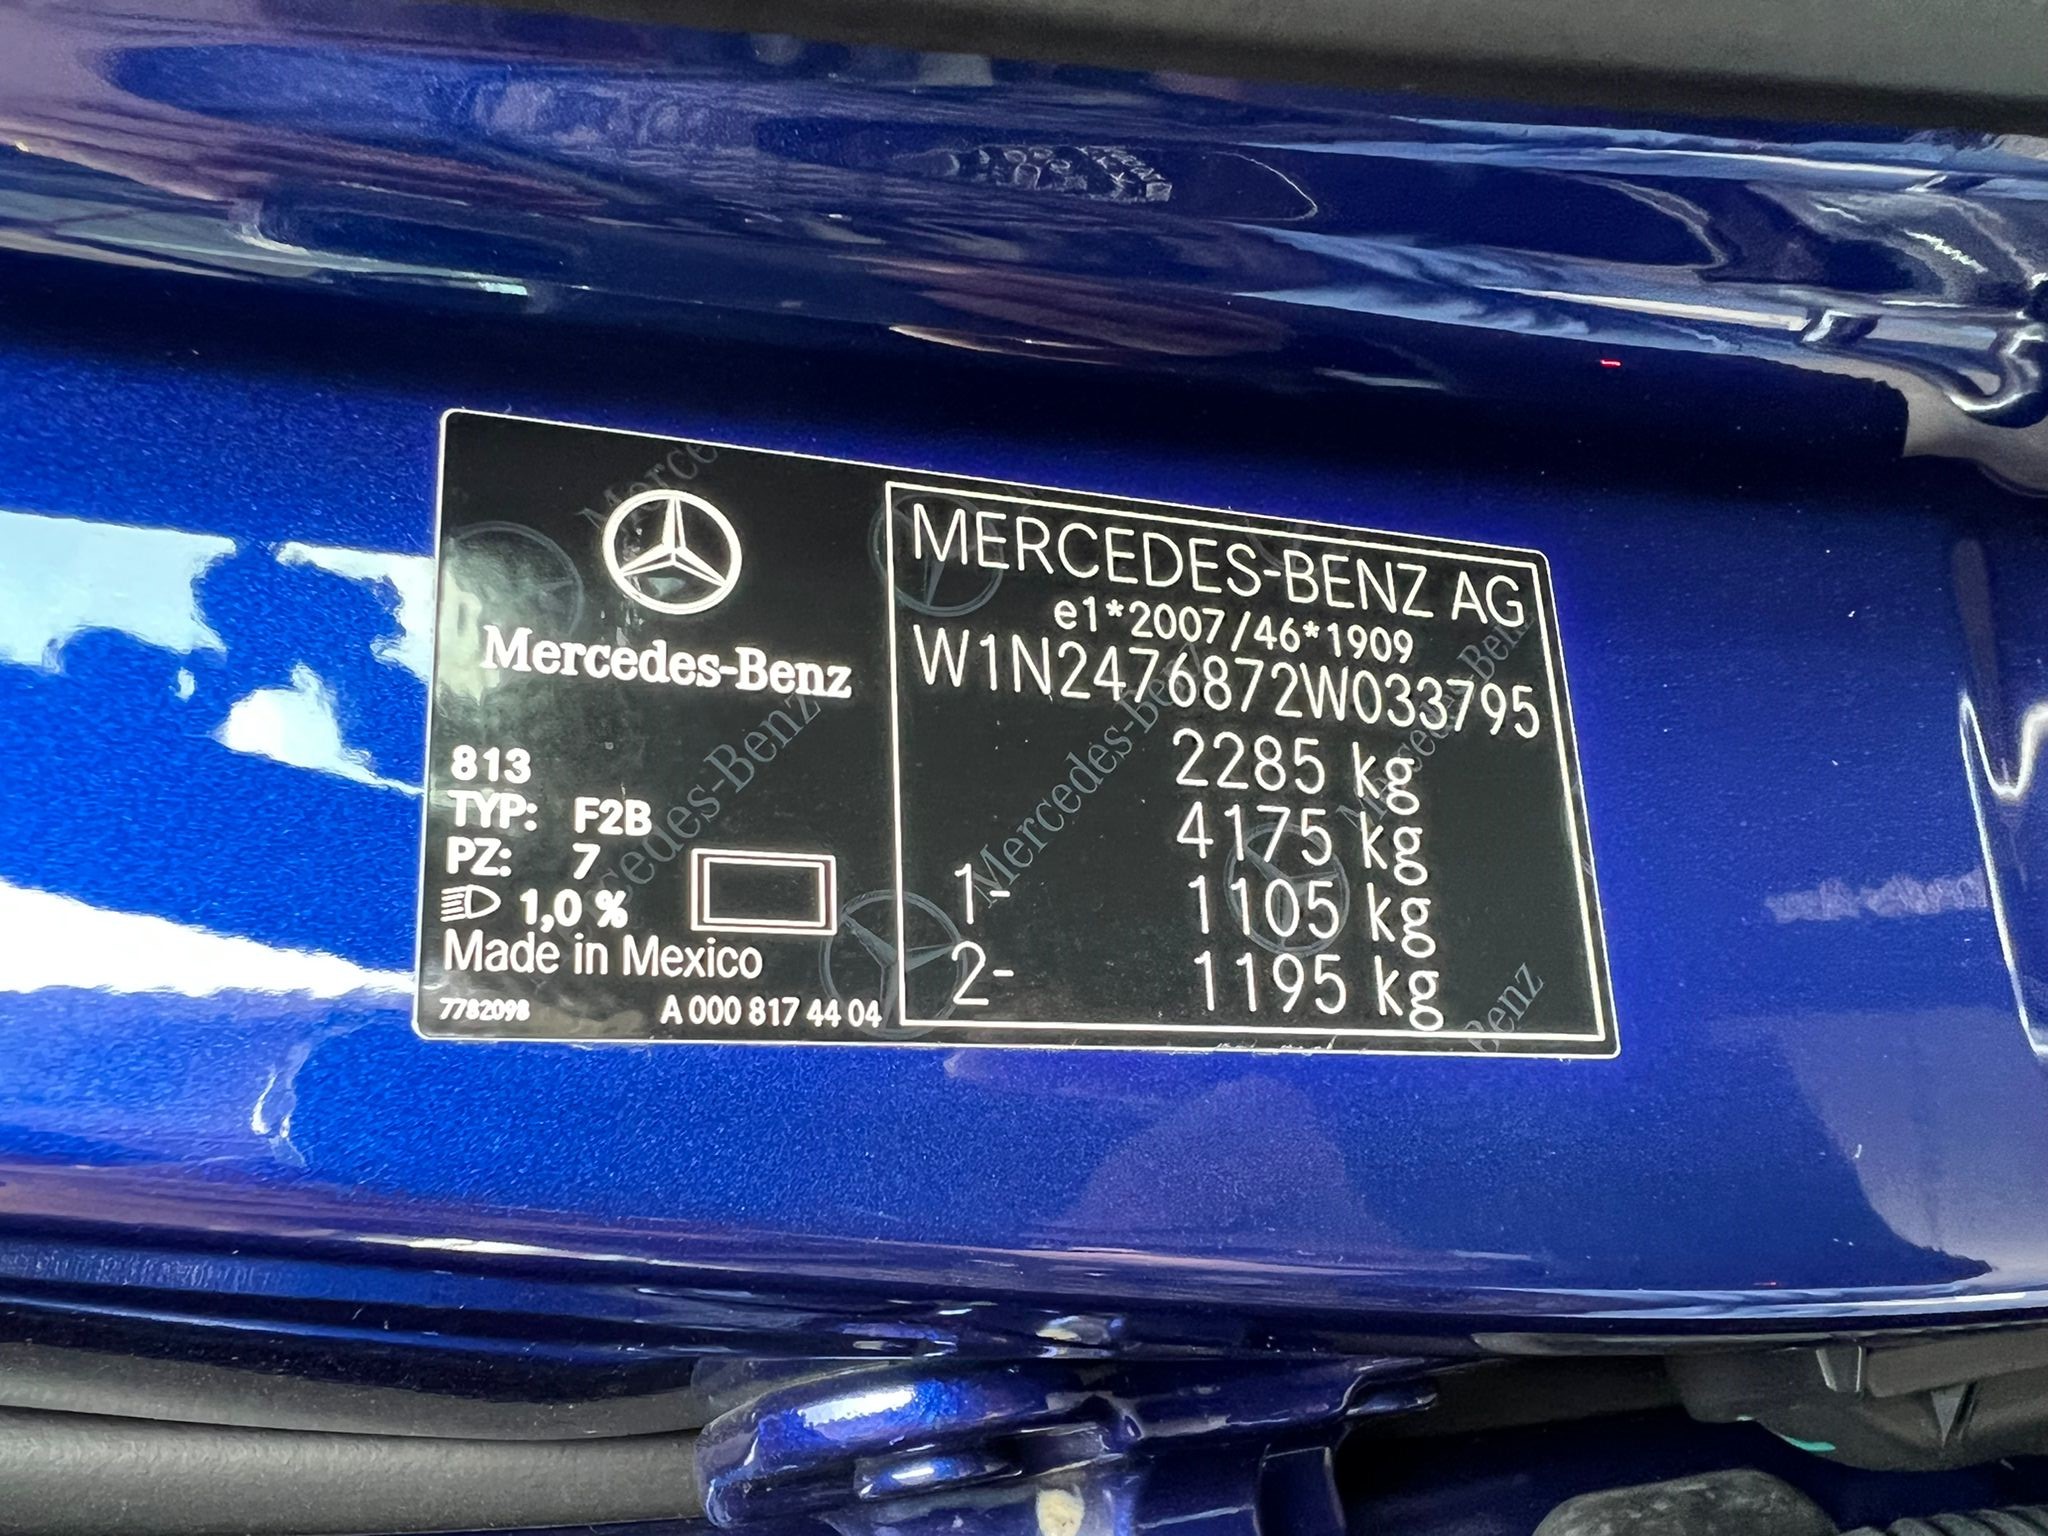 Mercedes-Benz
813
TYP: F2B
PZ: 7
1,0 %
Made in Mexico
7782098 A 000 817 44 04
MERCEDES-BENZ AG
e1*2007/46*1909
W1N2476872W033795
2285 kg
4175 kg
1- 1105 kg
2- 1195 kg